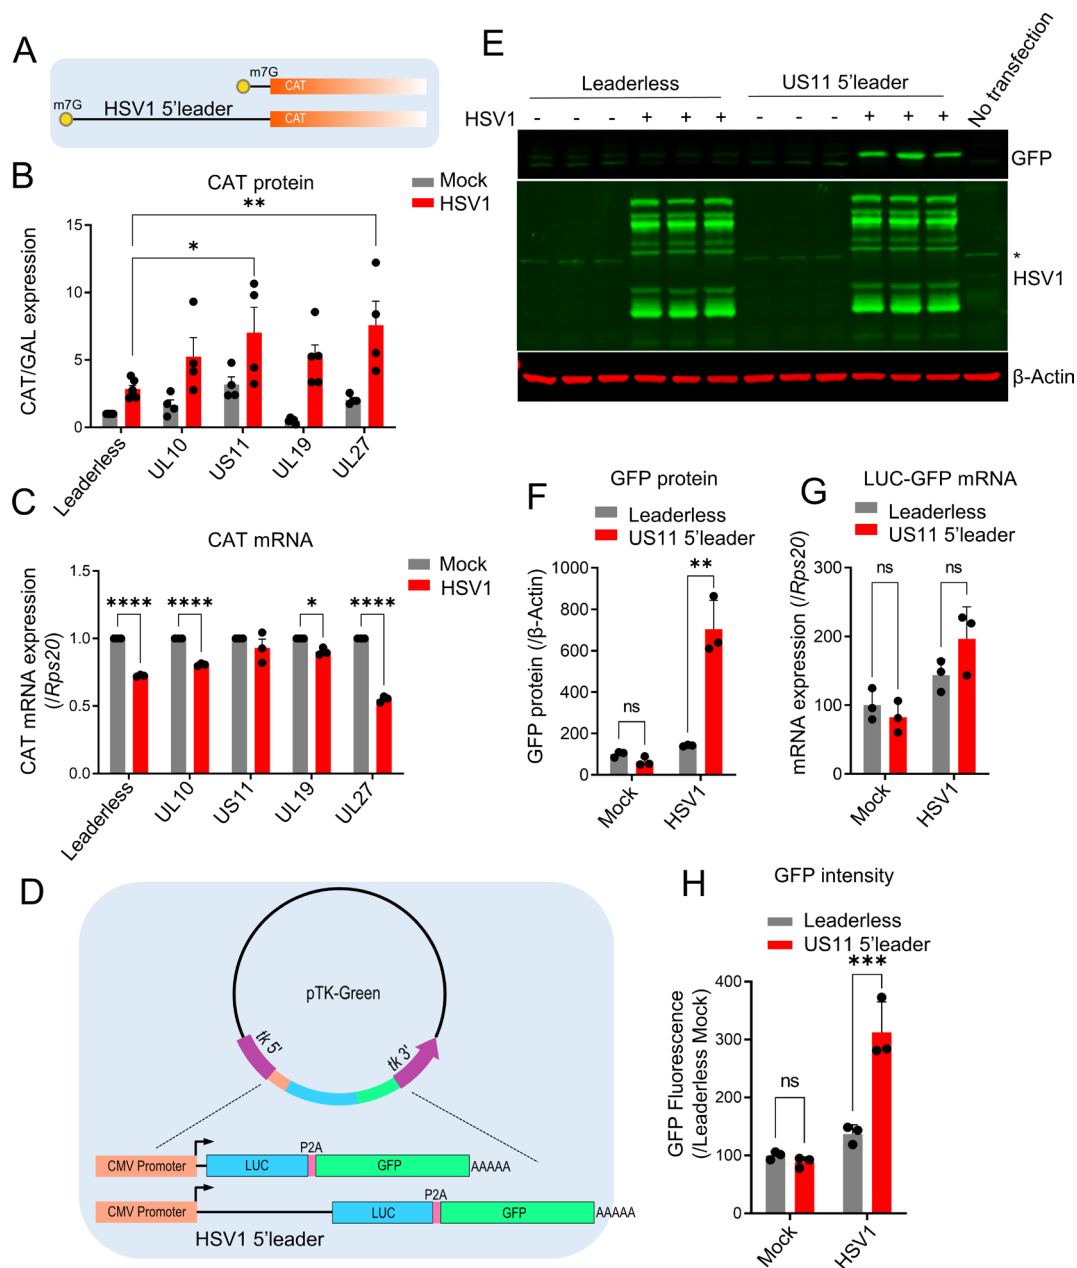 A
m7G
CAT
m7G
HSV1 5'leader
CAT
B
CAT protein
Mock
HSV1
**
*
CAT/GAL expression
15
10
5
0
Leaderless
UL10
US11
UL19
UL27
C
CAT mRNA
Mock
HSV1
CAT mRNA expression
(/Rps20)
1.5
1.0
0.5
0.0
****
****
*
****
Leaderless
UL10
US11
UL19
UL27
D
pTK-Green
tk 5'
tk 3'
CMV Promoter
LUC
P2A
GFP
AAAAA
CMV Promoter
LUC
P2A
GFP
AAAAA
HSV1 5'leader
E
Leaderless
US11 5'leader
No transfection
HSV1 - - - + + + - - - + + +
GFP
*
HSV1
β-Actin
F
GFP protein
Leaderless
US11 5'leader
GFP protein (/β-Actin)
1000
800
600
400
200
0
ns
**
Mock
HSV1
G
LUC-GFP mRNA
Leaderless
US11 5'leader
mRNA expression (/Rps20)
300
200
100
0
ns
ns
Mock
HSV1
H
GFP intensity
Leaderless
US11 5'leader
GFP Fluorescence
(/Leaderless Mock)
400
300
200
100
0
ns
***
Mock
HSV1